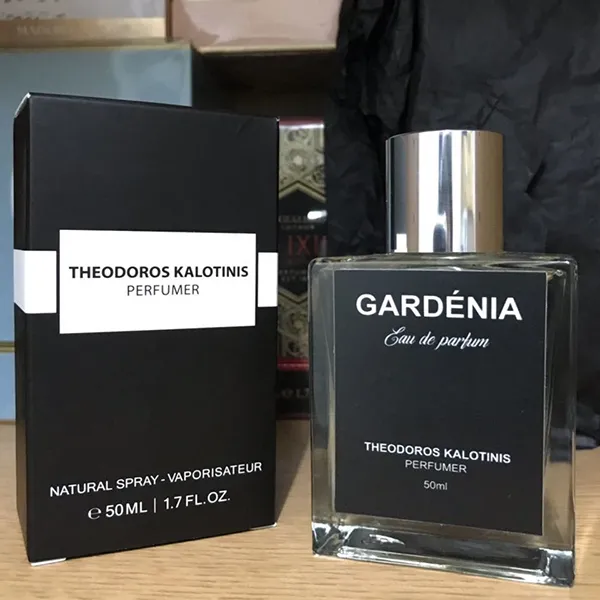 THEODOROS KALOTINIS
PERFUMER
NATURAL SPRAY - VAPORISATEUR
℮ 50ML | 1.7 FL.OZ.
GARDÉNIA
Eau de parfum
THEODOROS KALOTINIS
PERFUMER
50ml